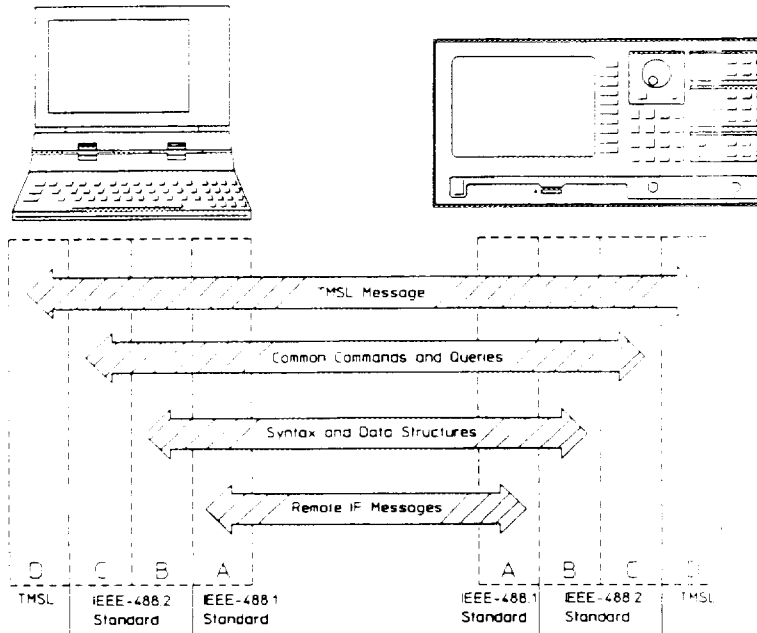 TMSL Message
Common Commands and Queries
Syntax and Data Structures
Remote IF Messages
D C B A
A B C D
TMSL
IEEE-488.2
Standard
IEEE-488.1
Standard
IEEE-488.1
Standard
IEEE-488.2
Standard
TMSL